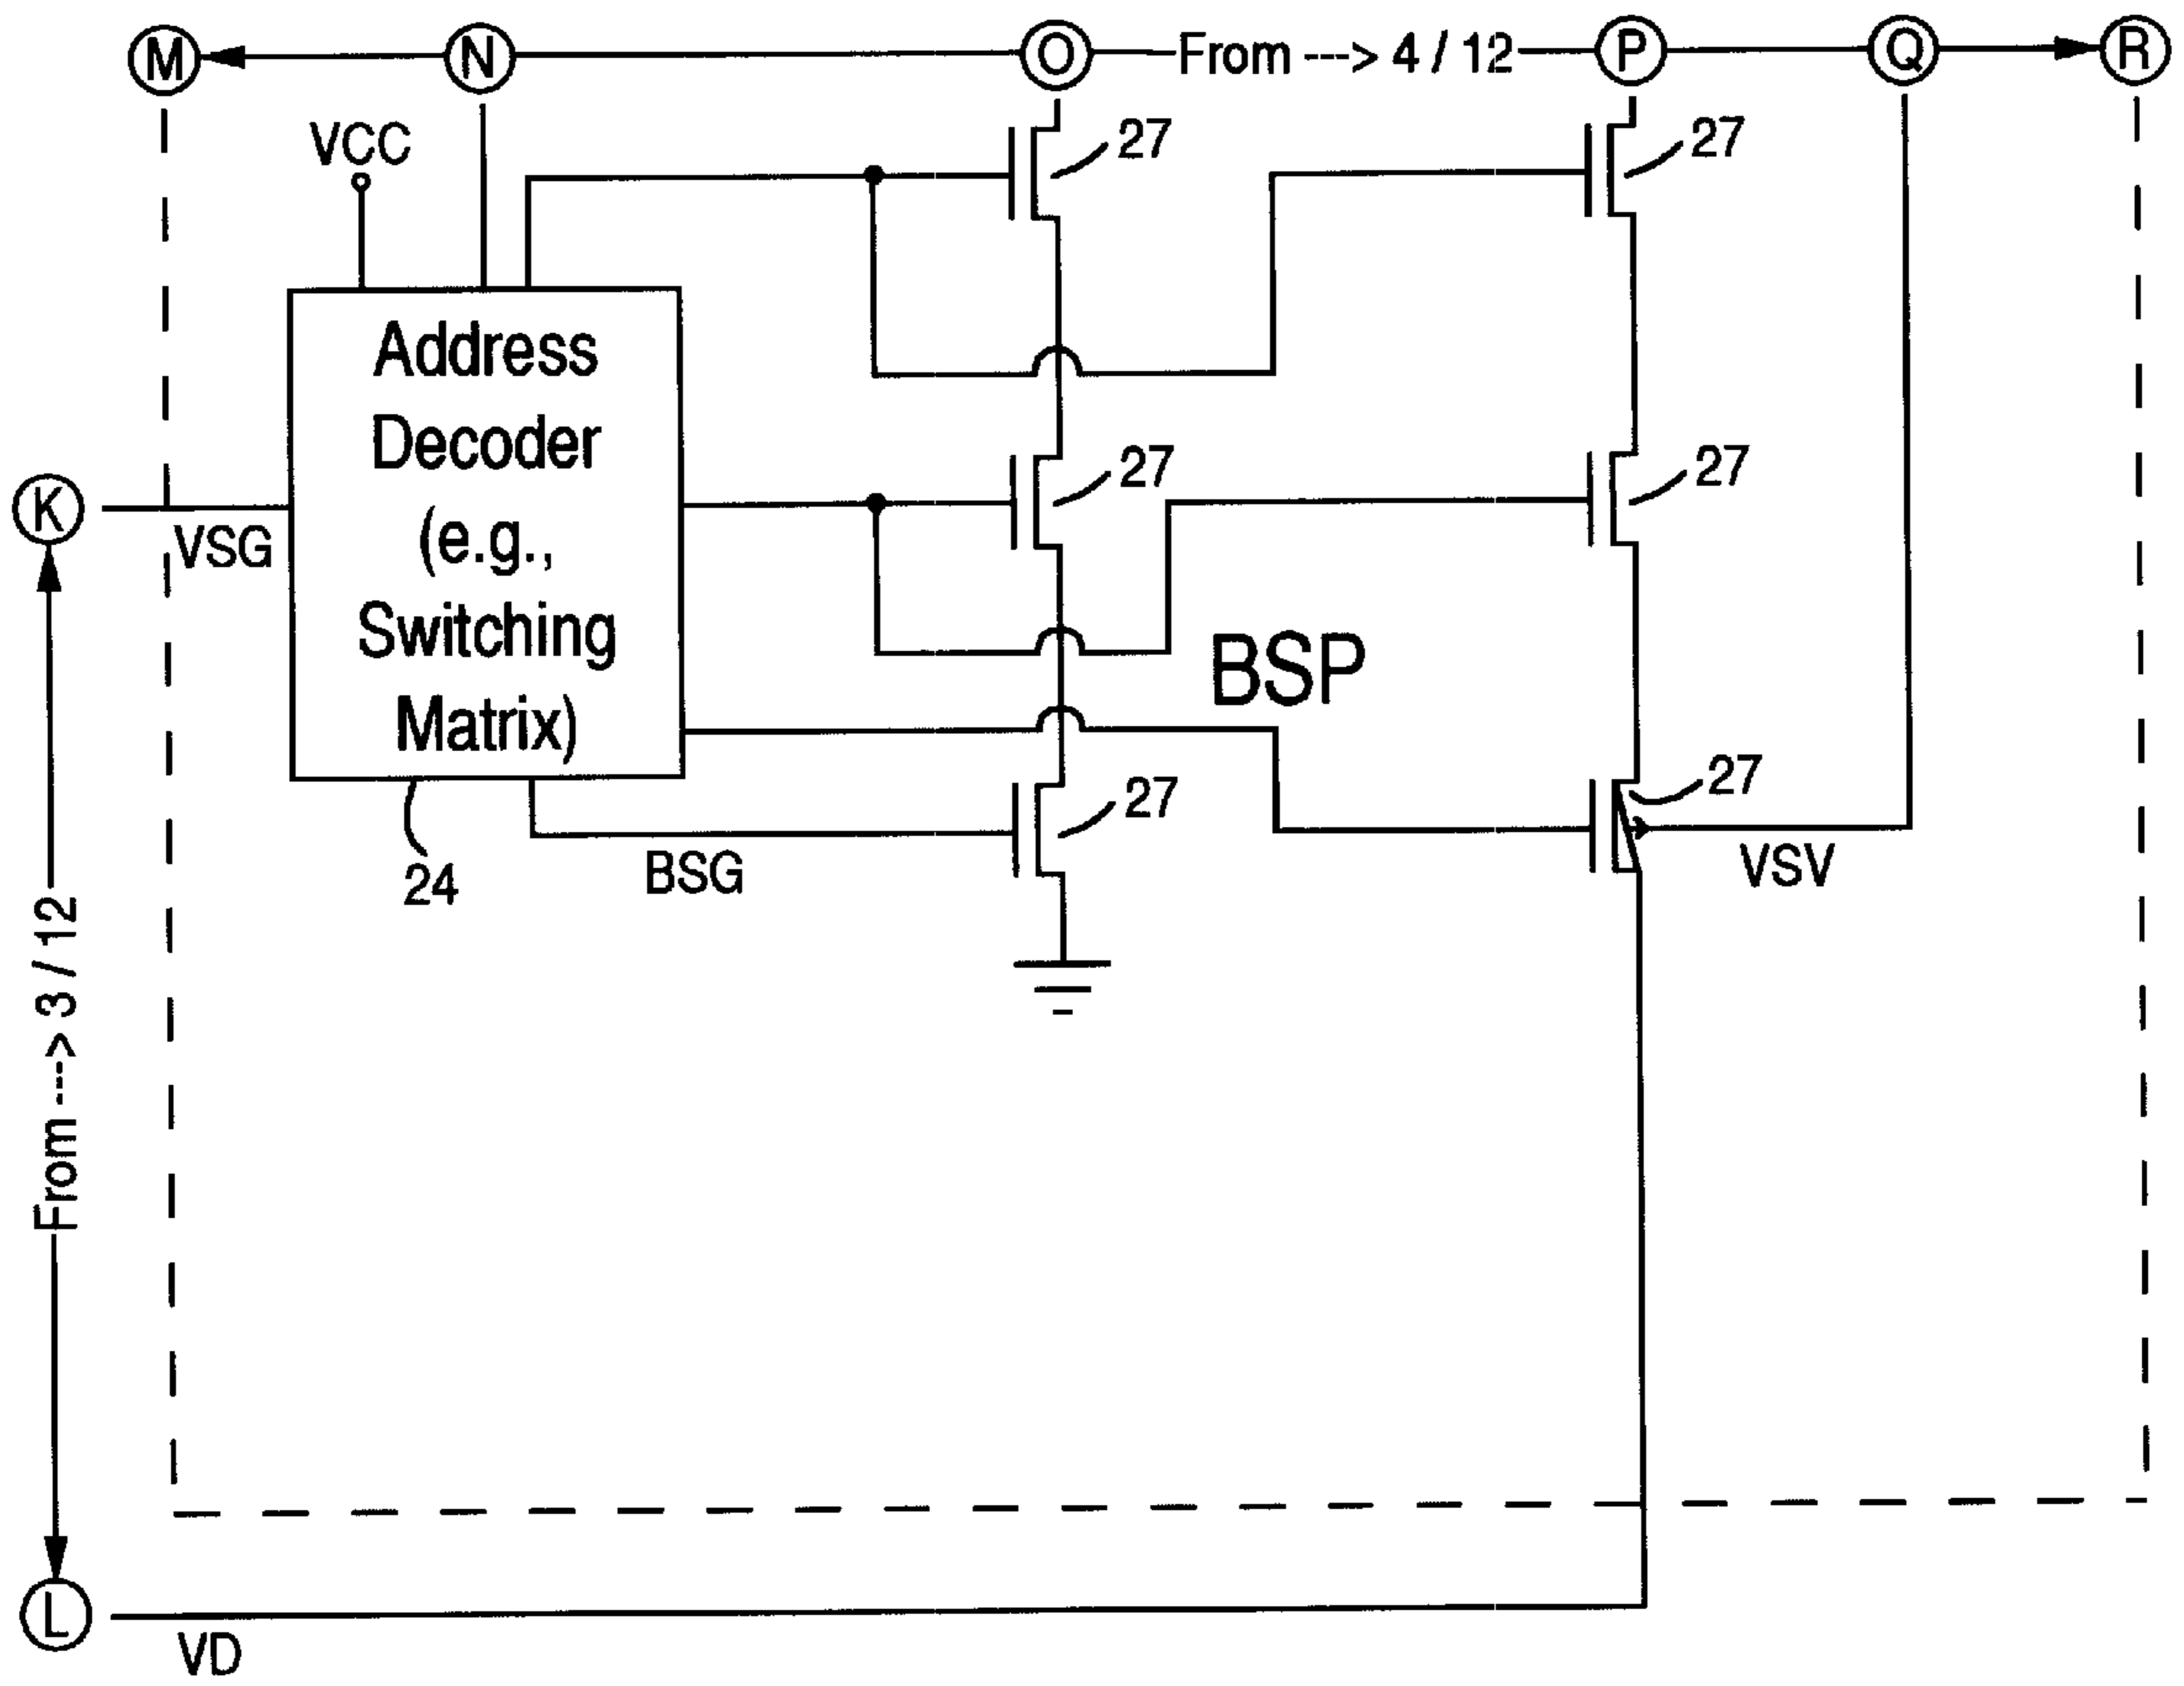 M N O From ---> 4 / 12 P Q R
VCC
27
27
Address
Decoder
(e.g.,
Switching
Matrix)
K
VSG
27
27
BSP
27
27
24
BSG
VSV
From ---> 3 / 12
L
VD